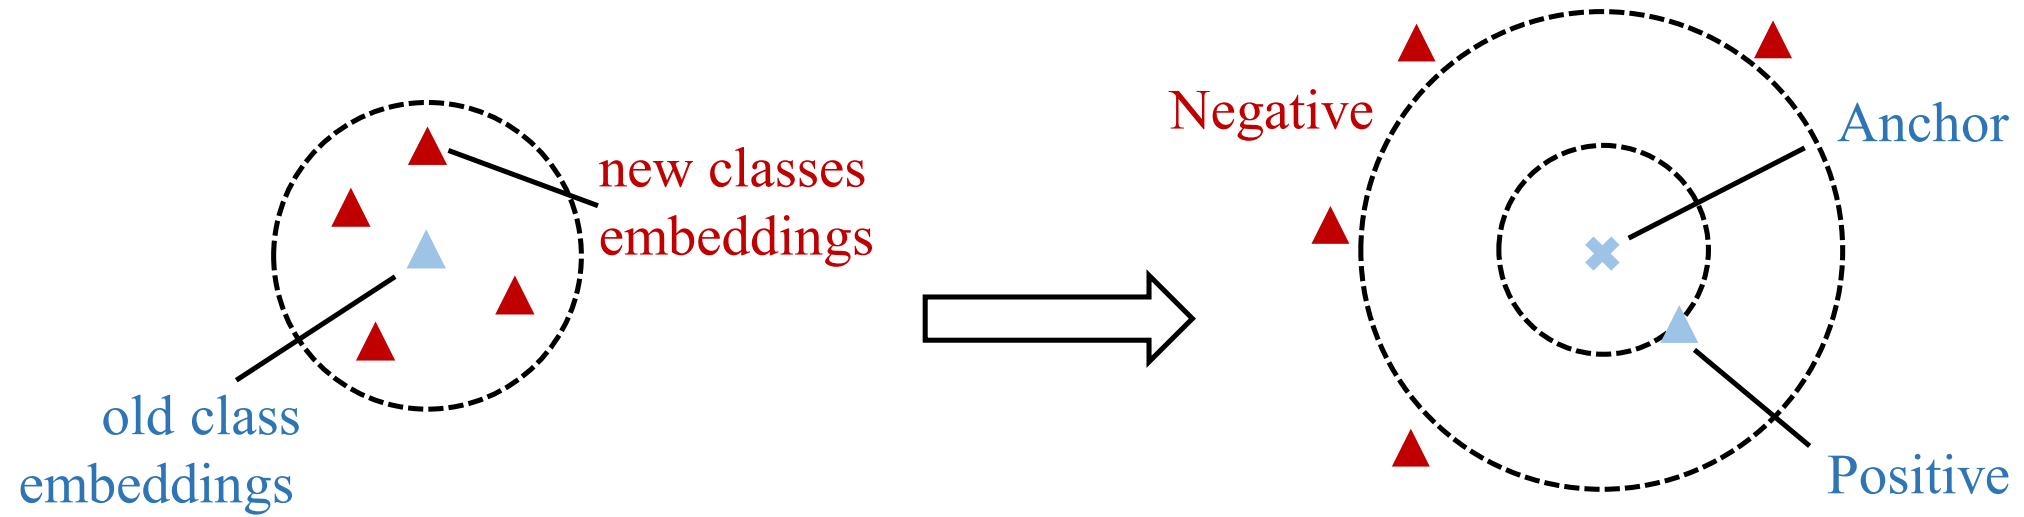 new classes
embeddings
old class
embeddings
Negative
Anchor
Positive